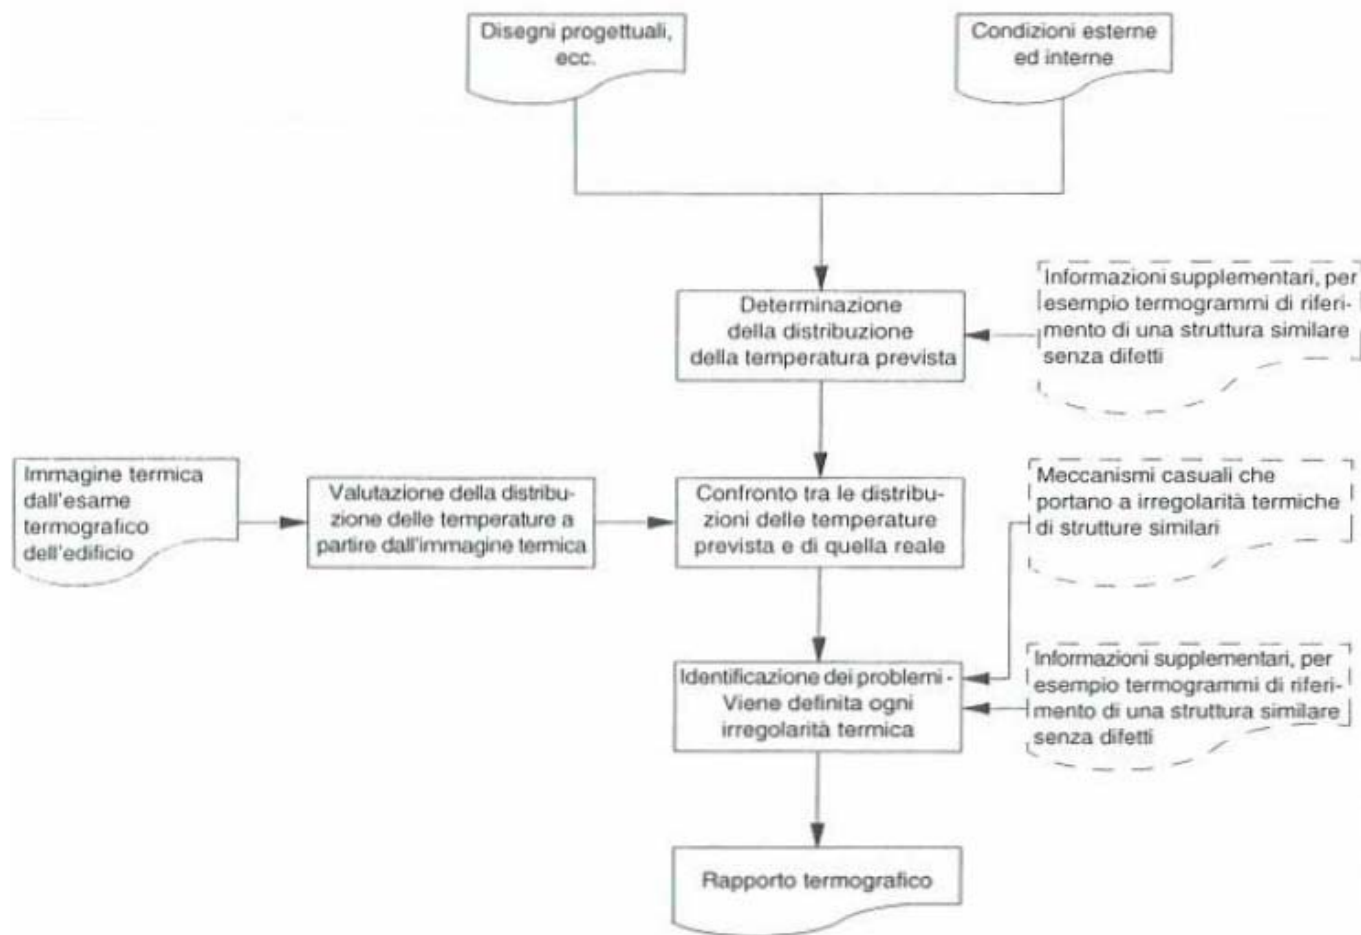 Disegni progettuali,
ecc.
Condizioni esterne
ed interne
Determinazione
della distribuzione
della temperatura prevista
Informazioni supplementari, per
esempio termogrammi di riferi-
mento di una struttura similare
senza difetti
Immagine termica
dall'esame
termografico
dell'edificio
Valutazione della distribu-
zione delle temperature a
partire dall'immagine termica
Confronto tra le distribu-
zioni delle temperature
prevista e di quella reale
Meccanismi casuali che
portano a irregolarità termiche
di strutture similari
Identificazione dei problemi -
Viene definita ogni
irregolarità termica
Informazioni supplementari, per
esempio termogrammi di riferi-
mento di una struttura similare
senza difetti
Rapporto termografico